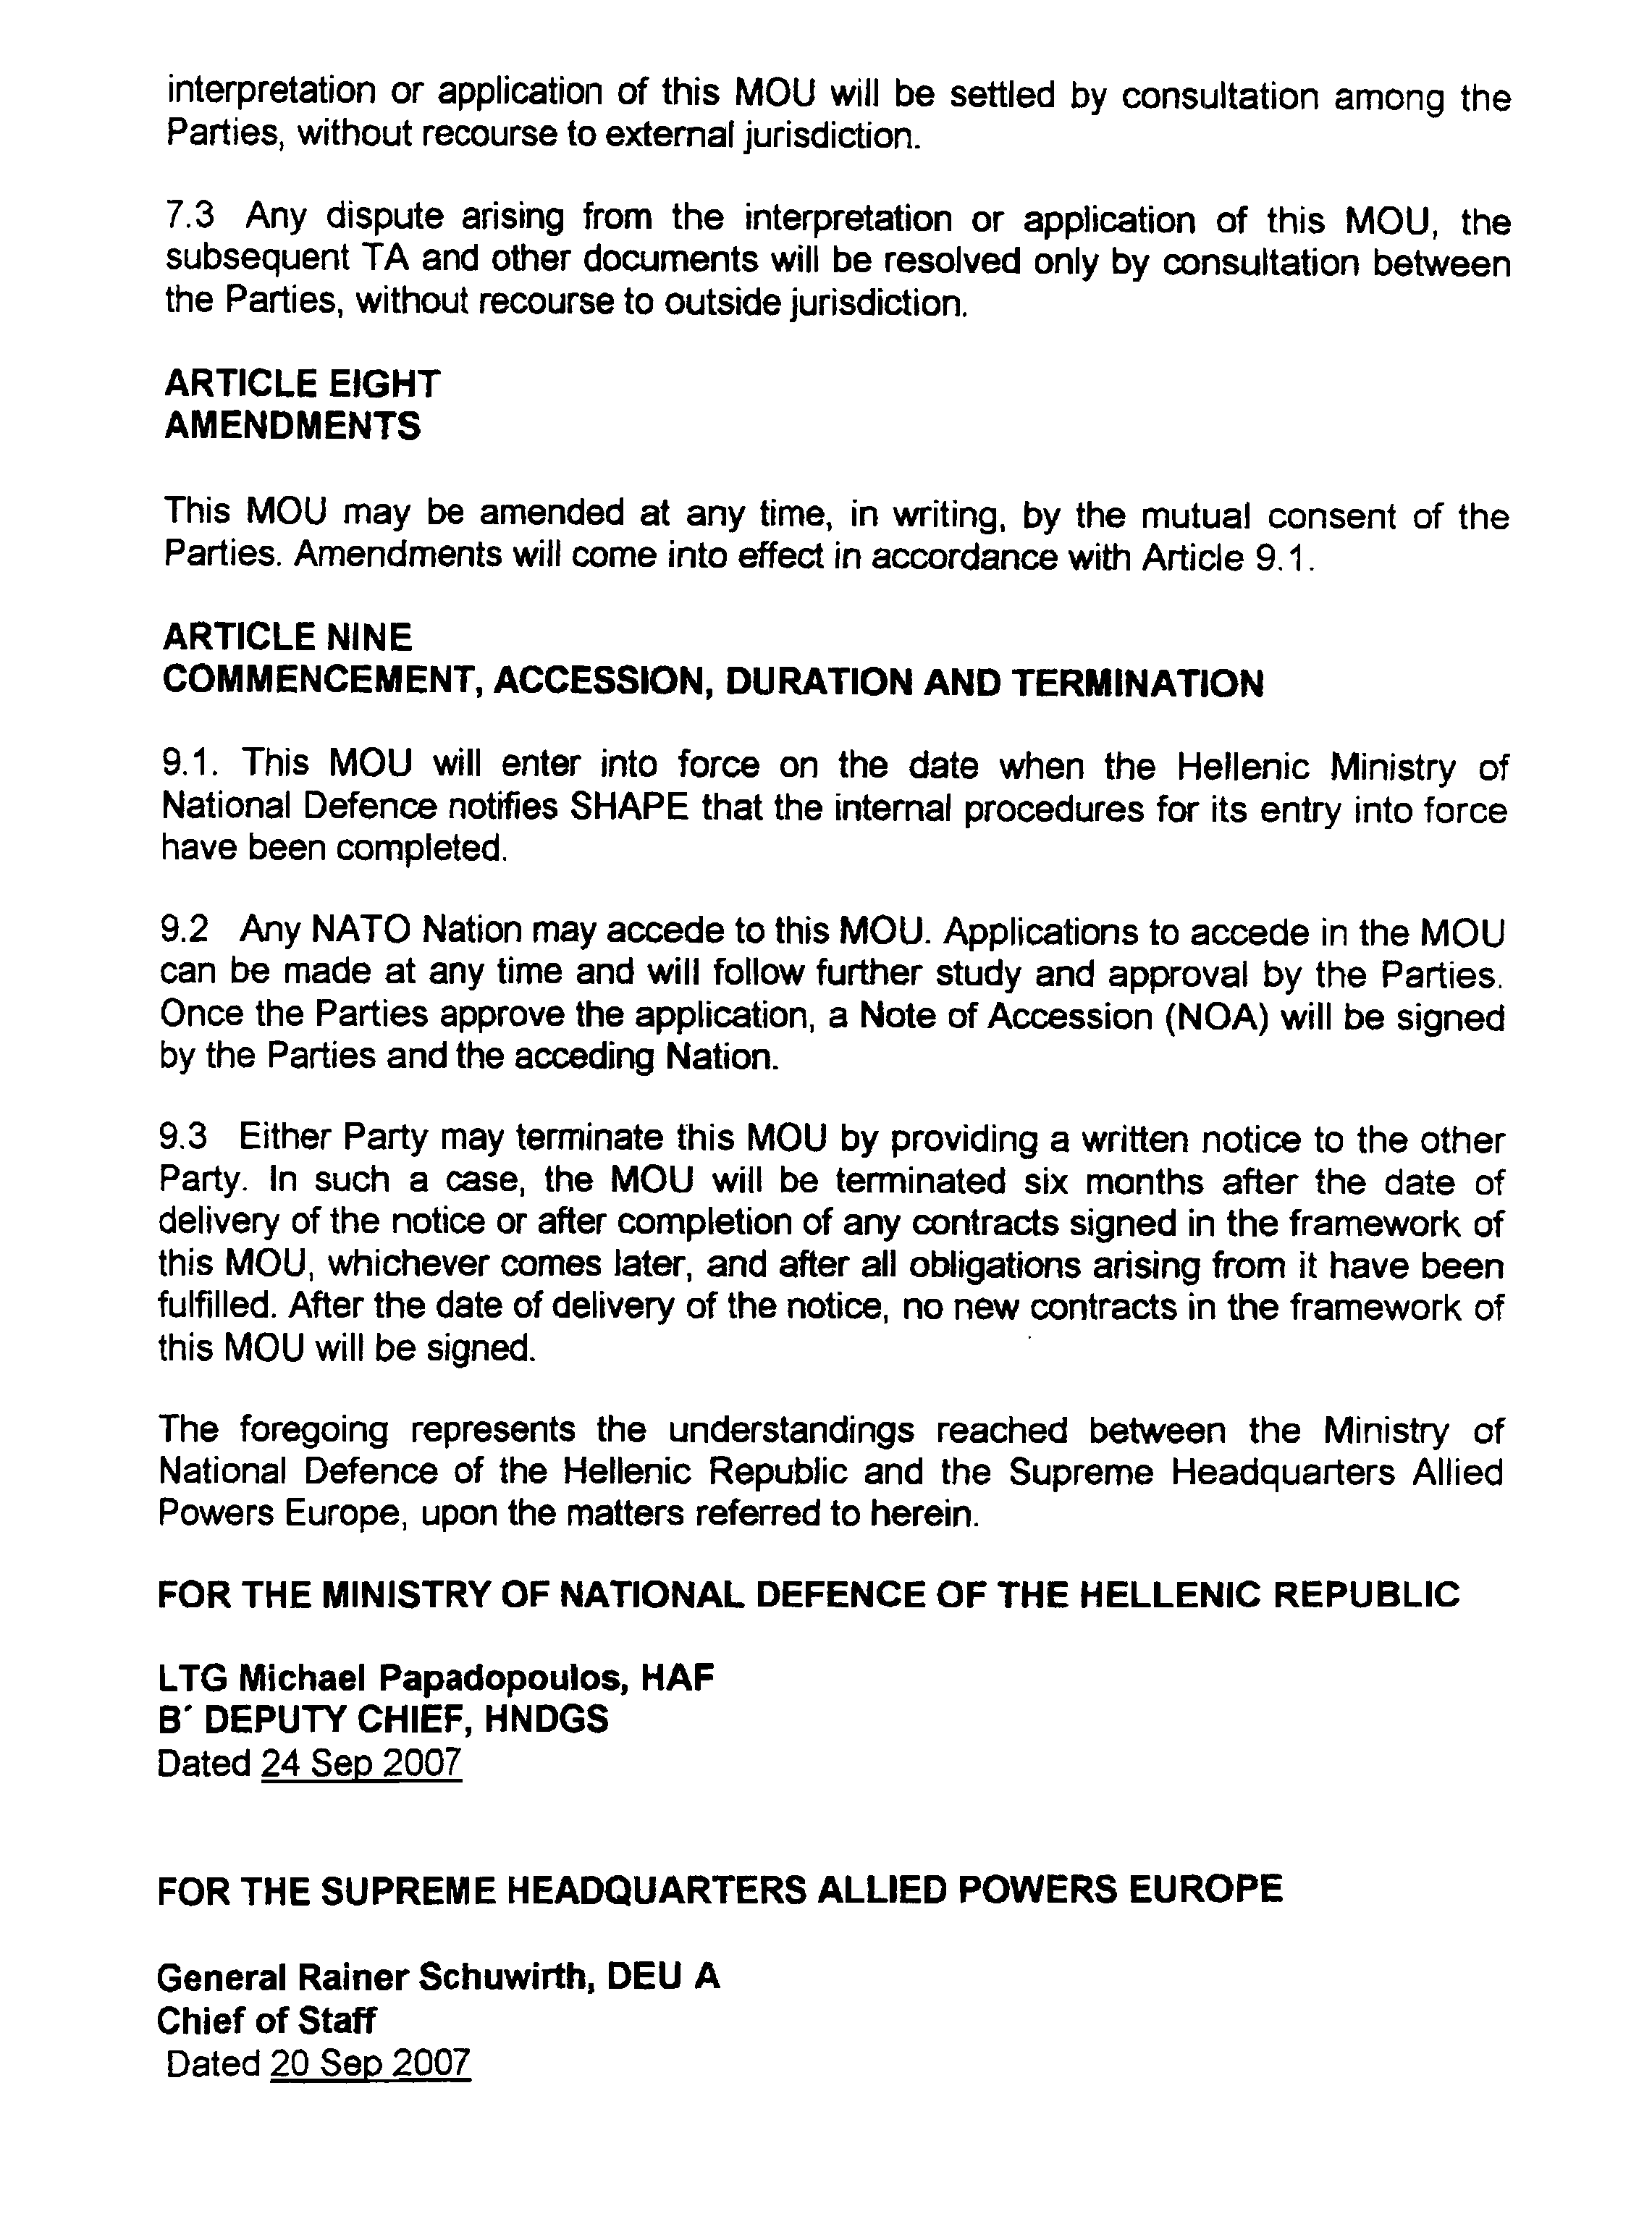 interpretation or application of this MOU will be settled by consultation among the
Parties, without recourse to external jurisdiction.
7.3 Any dispute arising from the interpretation or application of this MOU, the
subsequent TA and other documents will be resolved only by consultation between
the Parties, without recourse to outside jurisdiction.
ARTICLE EIGHT
AMENDMENTS
This MOU may be amended at any time, in writing, by the mutual consent of the
Parties. Amendments will come into effect in accordance with Article 9.1.
ARTICLE NINE
COMMENCEMENT, ACCESSION, DURATION AND TERMINATION
9.1. This MOU will enter into force on the date when the Hellenic Ministry of
National Defence notifies SHAPE that the internal procedures for its entry into force
have been completed.
9.2 Any NATO Nation may accede to this MOU. Applications to accede in the MOU
can be made at any time and will follow further study and approval by the Parties.
Once the Parties approve the application, a Note of Accession (NOA) will be signed
by the Parties and the acceding Nation.
9.3 Either Party may terminate this MOU by providing a written notice to the other
Party. In such a case, the MOU will be terminated six months after the date of
delivery of the notice or after completion of any contracts signed in the framework of
this MOU, whichever comes later, and after all obligations arising from it have been
fulfilled. After the date of delivery of the notice, no new contracts in the framework of
this MOU will be signed.
The foregoing represents the understandings reached between the Ministry of
National Defence of the Hellenic Republic and the Supreme Headquarters Allied
Powers Europe, upon the matters referred to herein.
FOR THE MINISTRY OF NATIONAL DEFENCE OF THE HELLENIC REPUBLIC
LTG Michael Papadopoulos, HAF
B΄ DEPUTY CHIEF, HNDGS
Dated 24 Sep 2007
FOR THE SUPREME HEADQUARTERS ALLIED POWERS EUROPE
General Rainer Schuwirth, DEU A
Chief of Staff
Dated 20 Sep 2007